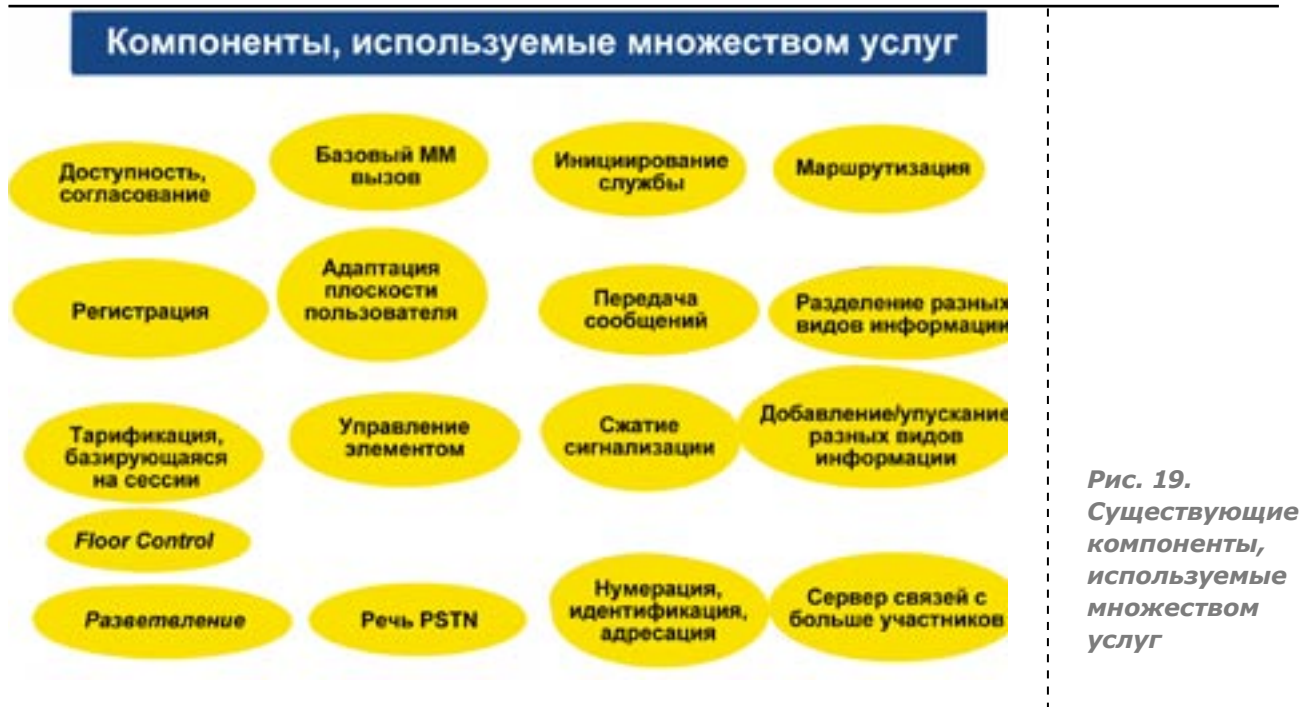 Компоненты, используемые множеством услуг
Доступность,
согласование
Базовый ММ
вызов
Инициирование
службы
Маршрутизация
Регистрация
Адаптация
плоскости
пользователя
Передача
сообщений
Разделение разных
видов информации
Тарификация,
базирующаяся
на сессии
Управление
элементом
Сжатие
сигнализации
Добавление/упускание
разных видов
информации
Floor Control
Разветвление
Речь PSTN
Нумерация,
идентификация,
адресация
Сервер связей с
больше участников
Рис. 19.
Существующие
компоненты,
используемые
множеством
услуг